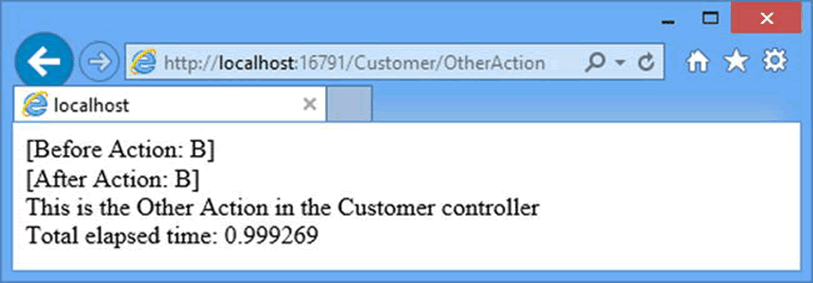 http://localhost:16791/Customer/OtherAction
localhost
[Before Action: B]
[After Action: B]
This is the Other Action in the Customer controller
Total elapsed time: 0.999269